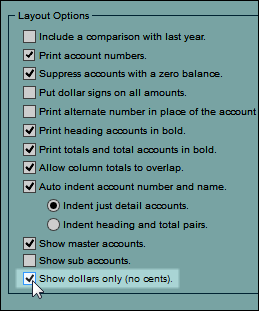 Layout Options
Include a comparison with last year.
Print account numbers.
Suppress accounts with a zero balance.
Put dollar signs on all amounts.
Print alternate number in place of the account
Print heading accounts in bold.
Print totals and total accounts in bold.
Allow column totals to overlap.
Auto indent account number and name.
Indent just detail accounts.
Indent heading and total pairs.
Show master accounts.
Show sub accounts.
Show dollars only (no cents).